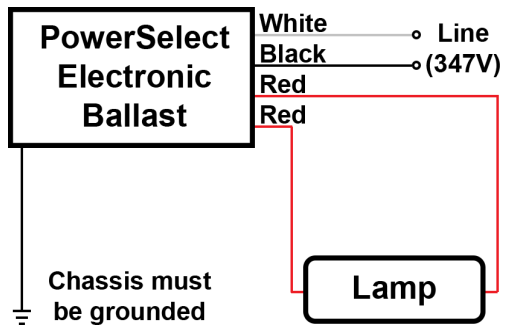 PowerSelect
Electronic
Ballast
White
Black
Red
Red
Line
(347V)
Chassis must
be grounded
Lamp